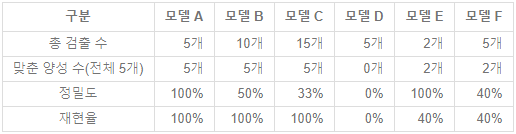 구분 모델 A 모델 B 모델 C 모델 D 모델 E 모델 F
총 검출 수 5개 10개 15개 5개 2개 5개
맞춘 양성 수(전체 5개) 5개 5개 5개 0개 2개 2개
정밀도 100% 50% 33% 0% 100% 40%
재현율 100% 100% 100% 0% 40% 40%